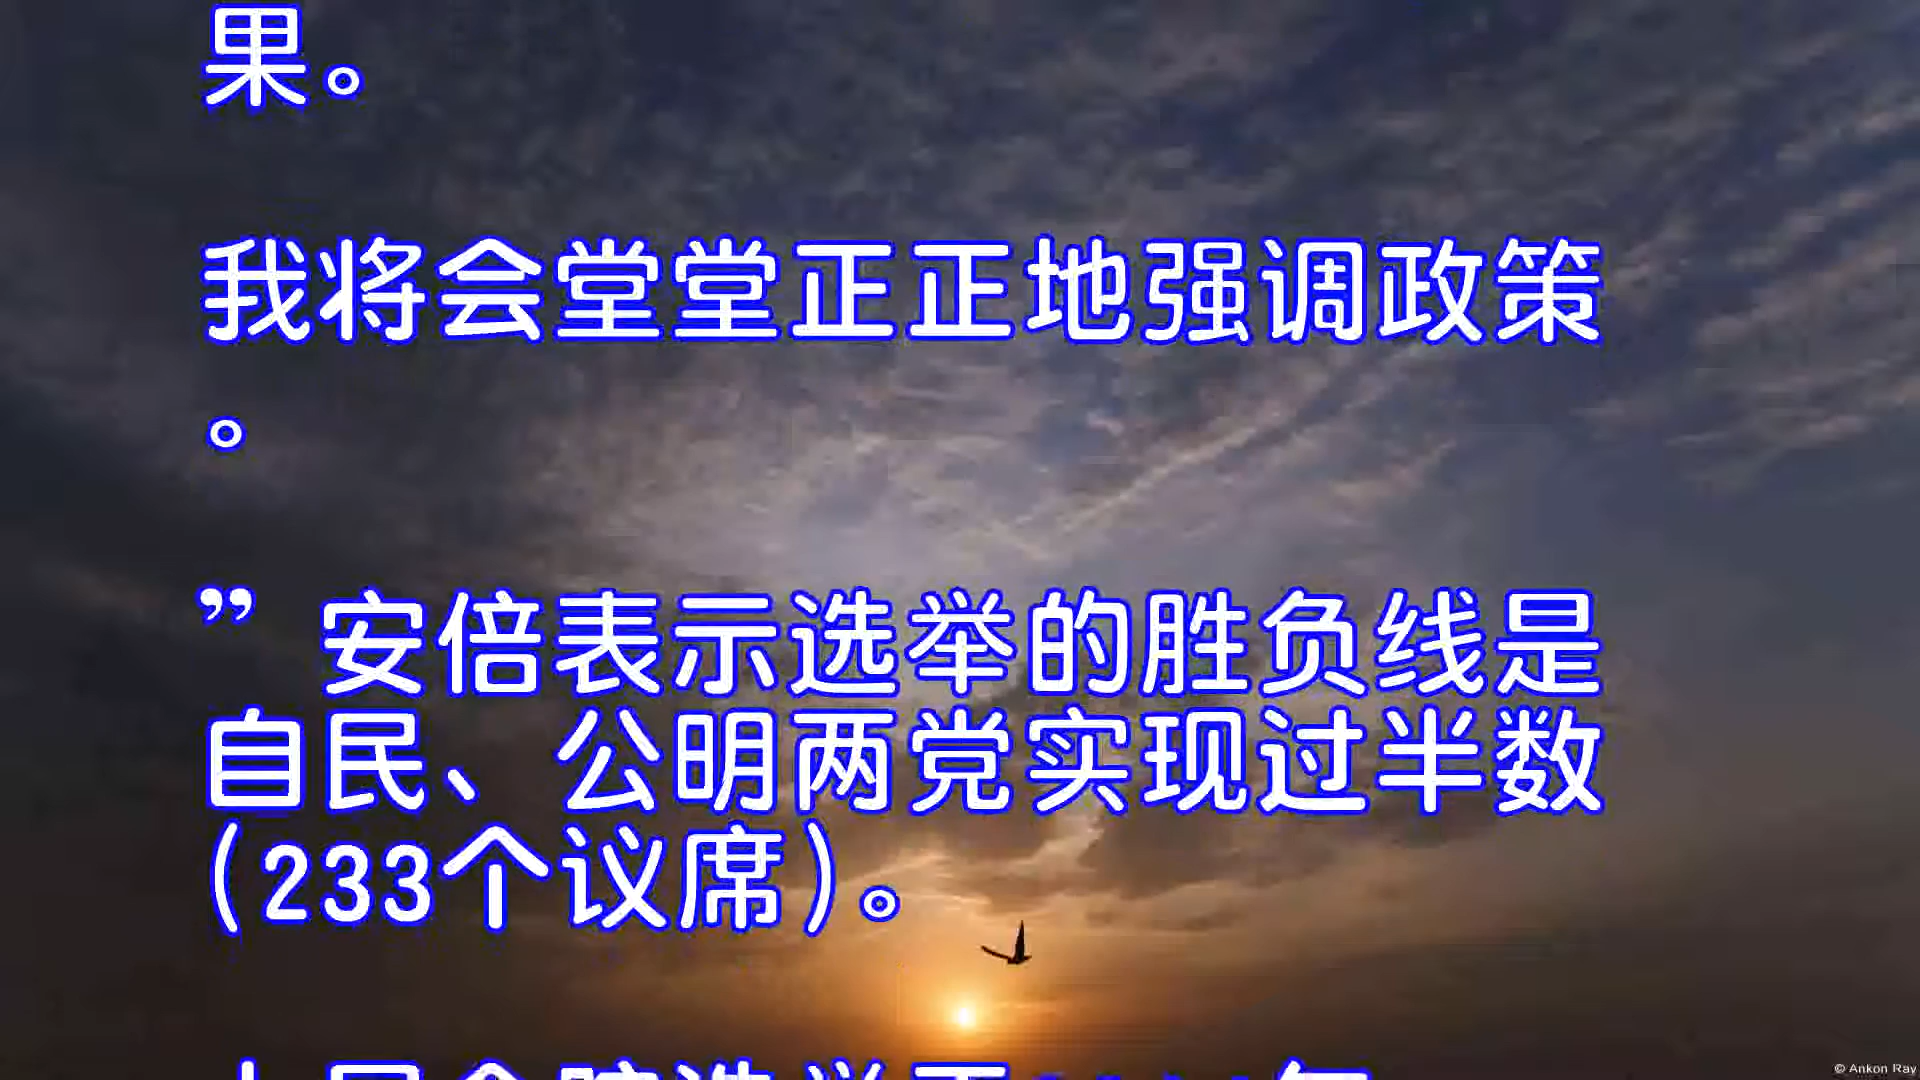 果。
我将会堂堂正正地强调政策
。
”安倍表示选举的胜负线是
自民、公明两党实现过半数
(233个议席)。
© Ankon Ray